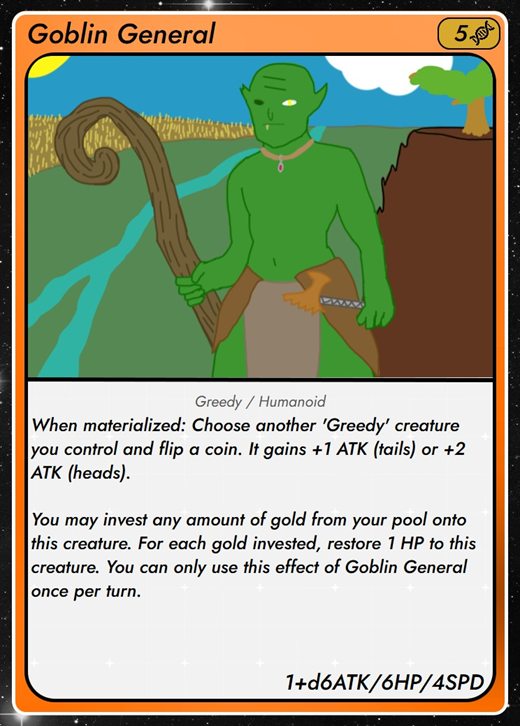 Goblin General
5
Greedy / Humanoid
When materialized: Choose another 'Greedy' creature
you control and flip a coin. It gains +1 ATK (tails) or +2
ATK (heads).
You may invest any amount of gold from your pool onto
this creature. For each gold invested, restore 1 HP to this
creature. You can only use this effect of Goblin General
once per turn.
1+d6ATK/6HP/4SPD